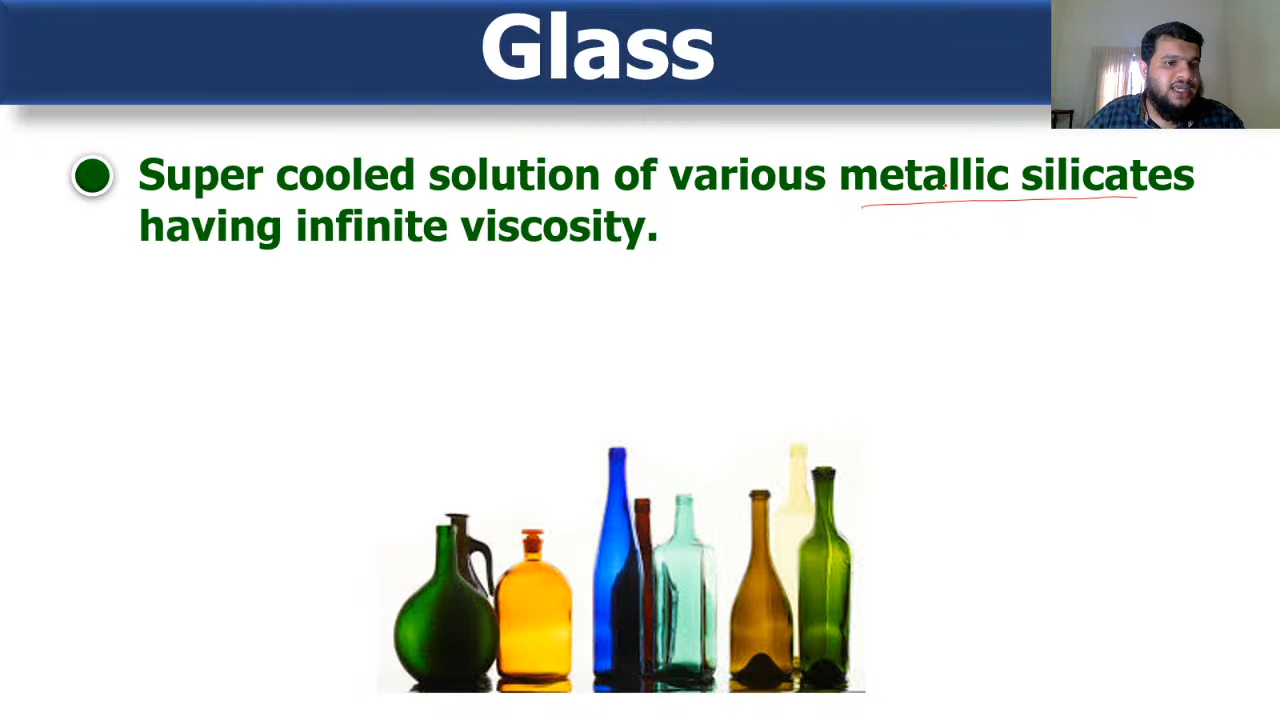 Glass
Super cooled solution of various metallic silicates
having infinite viscosity.